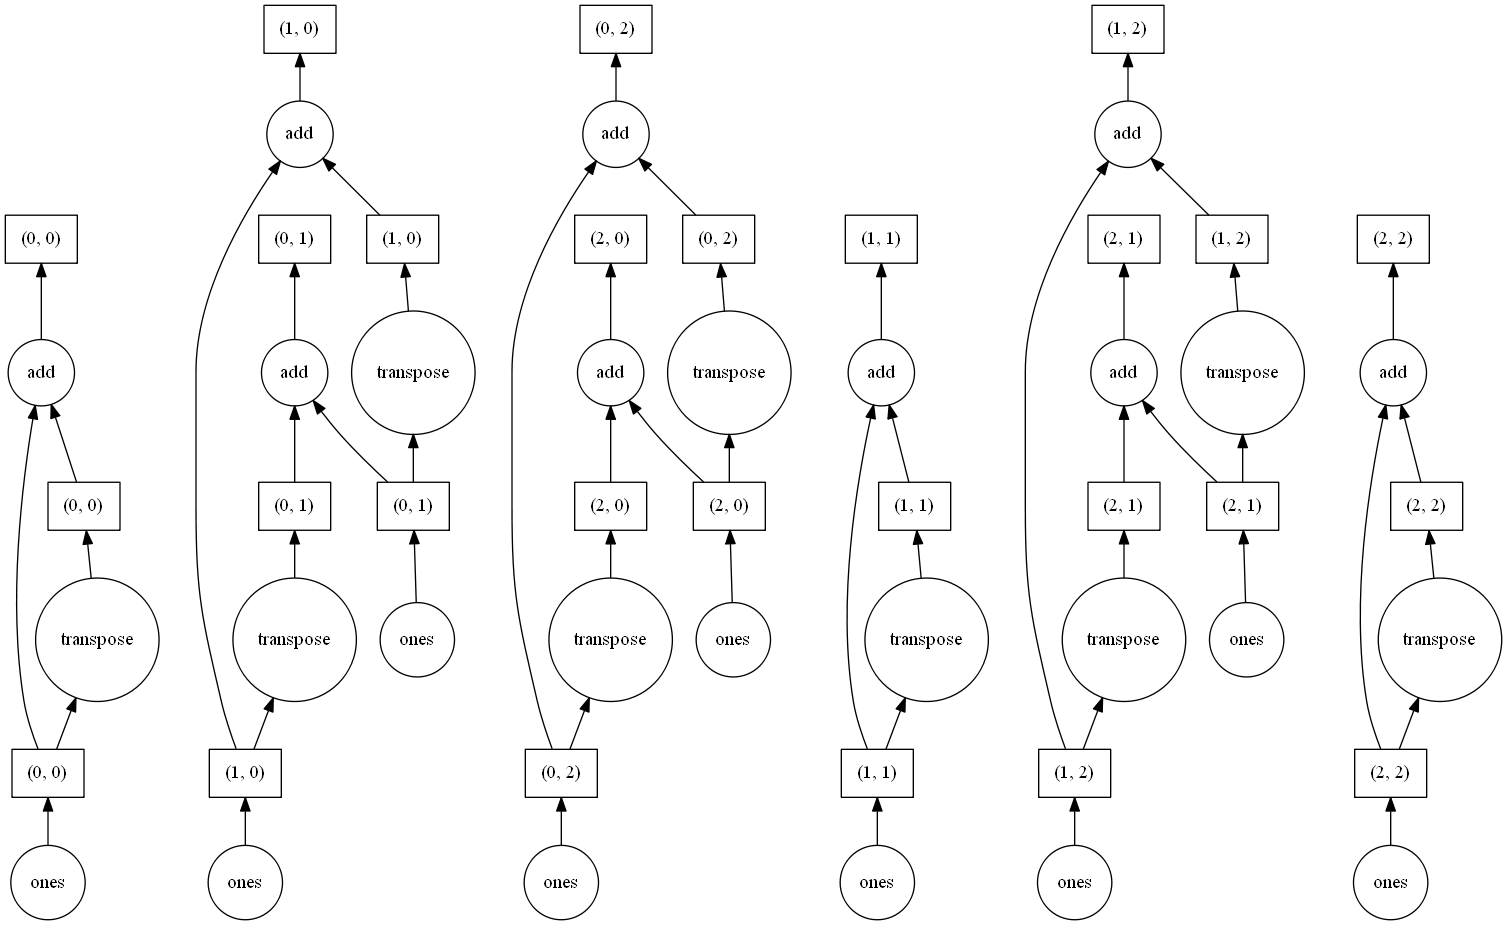 (1, 0)
(0, 2)
(1, 2)
add
add
add
(0, 0)
(0, 1)
(1, 0)
(2, 0)
(0, 2)
(1, 1)
(2, 1)
(1, 2)
(2, 2)
add
add
transpose
add
transpose
add
add
transpose
add
(0, 0)
(0, 1)
(0, 1)
(2, 0)
(2, 0)
(1, 1)
(2, 1)
(2, 1)
(2, 2)
transpose
transpose
ones
transpose
ones
transpose
transpose
ones
transpose
(0, 0)
(1, 0)
(0, 2)
(1, 1)
(1, 2)
(2, 2)
ones
ones
ones
ones
ones
ones